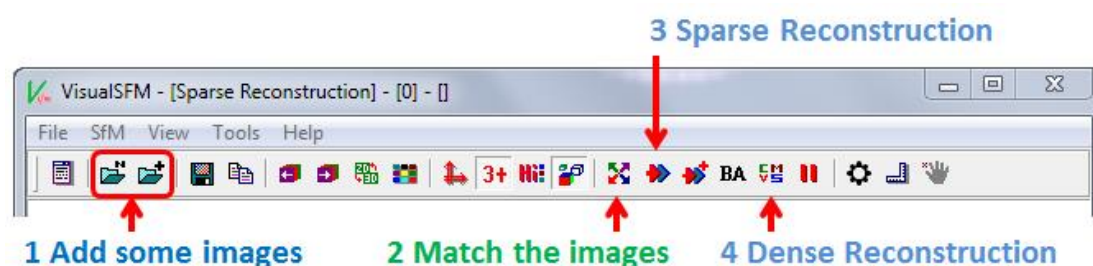 3 Sparse Reconstruction
VisualSFM - [Sparse Reconstruction] - [0] - []
File SfM View Tools Help
3+ BA
1 Add some images 2 Match the images 4 Dense Reconstruction